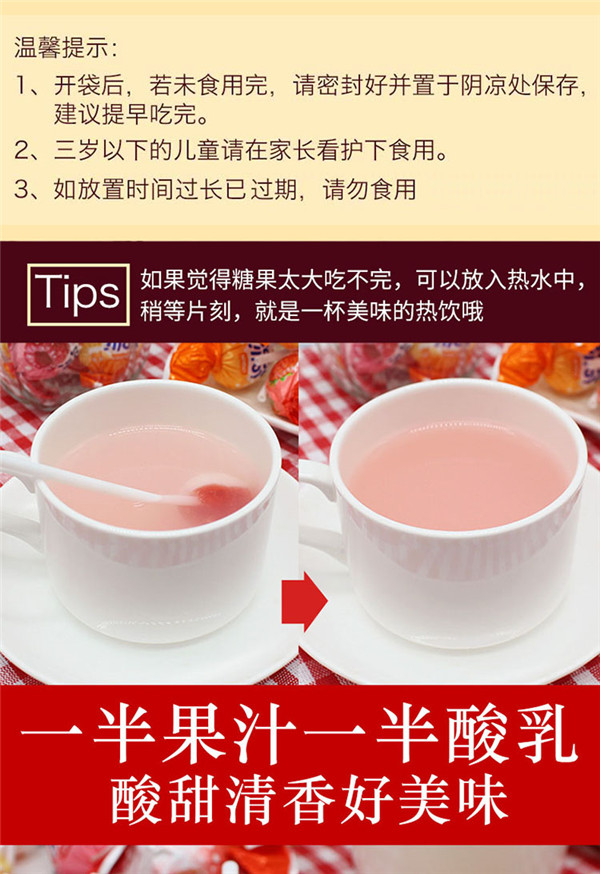 温馨提示：
1、开袋后，若未食用完，请密封好并置于阴凉处保存，
建议提早吃完。
2、三岁以下的儿童请在家长看护下食用。
3、如放置时间过长已过期，请勿食用
Tips
如果觉得糖果太大吃不完，可以放入热水中，
稍等片刻，就是一杯美味的热饮哦
一半果汁一半酸乳
酸甜清香好美味